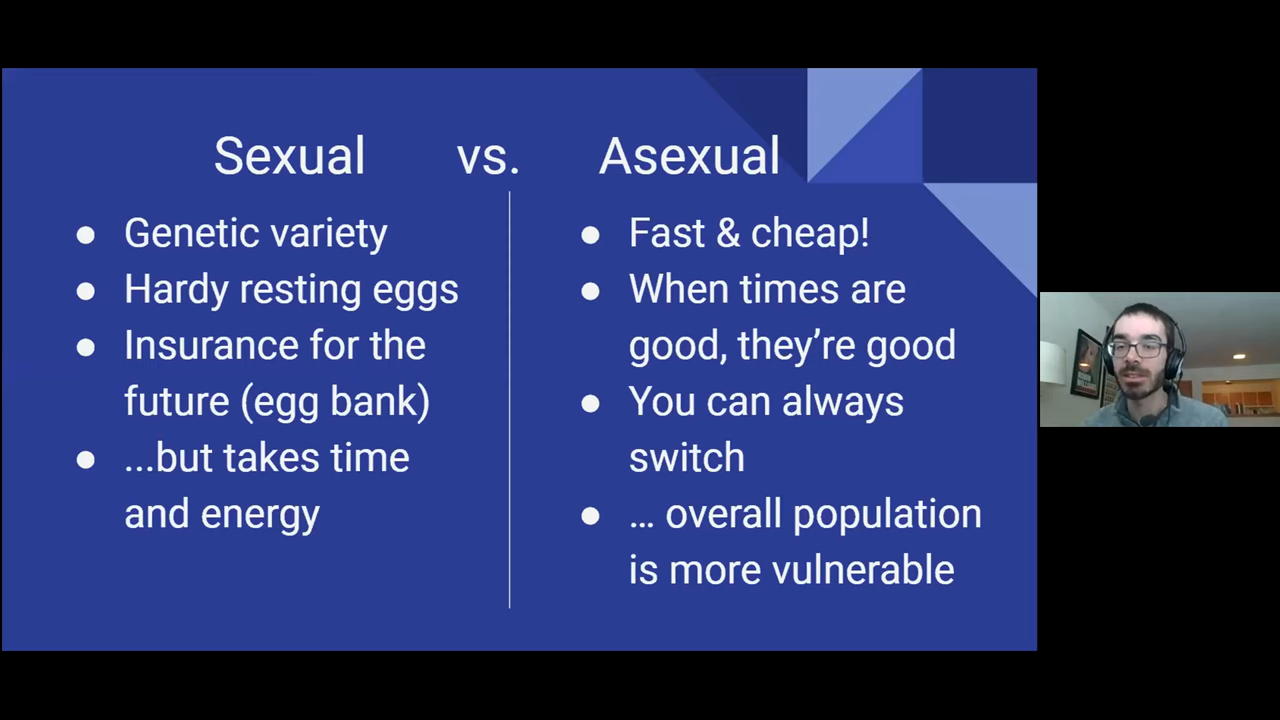 Sexual vs. Asexual
● Genetic variety
● Hardy resting eggs
● Insurance for the
future (egg bank)
● ...but takes time
and energy
● Fast & cheap!
● When times are
good, they’re good
● You can always
switch
● … overall population
is more vulnerable